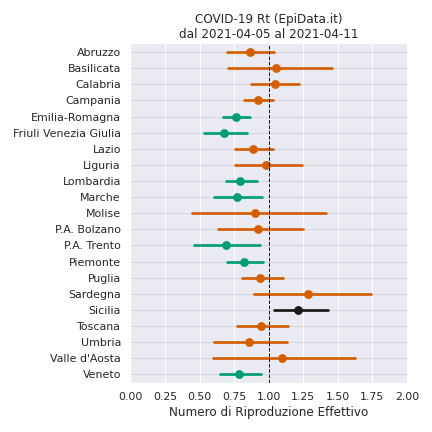 COVID-19 Rt (EpiData.it)
dal 2021-04-05 al 2021-04-11
Abruzzo
Basilicata
Calabria
Campania
Emilia-Romagna
Friuli Venezia Giulia
Lazio
Liguria
Lombardia
Marche
Molise
P.A. Bolzano
P.A. Trento
Piemonte
Puglia
Sardegna
Sicilia
Toscana
Umbria
Valle d'Aosta
Veneto
0.00 0.25 0.50 0.75 1.00 1.25 1.50 1.75 2.00
Numero di Riproduzione Effettivo